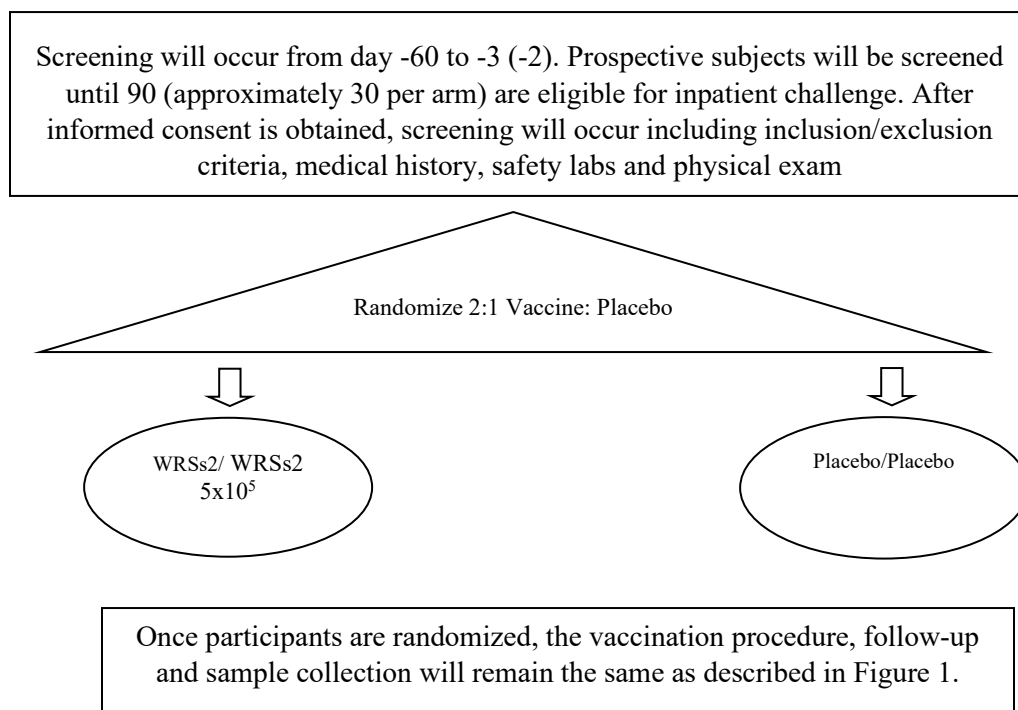 Screening will occur from day -60 to -3 (-2). Prospective subjects will be screened
until 90 (approximately 30 per arm) are eligible for inpatient challenge. After
informed consent is obtained, screening will occur including inclusion/exclusion
criteria, medical history, safety labs and physical exam
Randomize 2:1 Vaccine: Placebo
WRSs2/ WRSs2
5x10⁵
Placebo/Placebo
Once participants are randomized, the vaccination procedure, follow-up
and sample collection will remain the same as described in Figure 1.